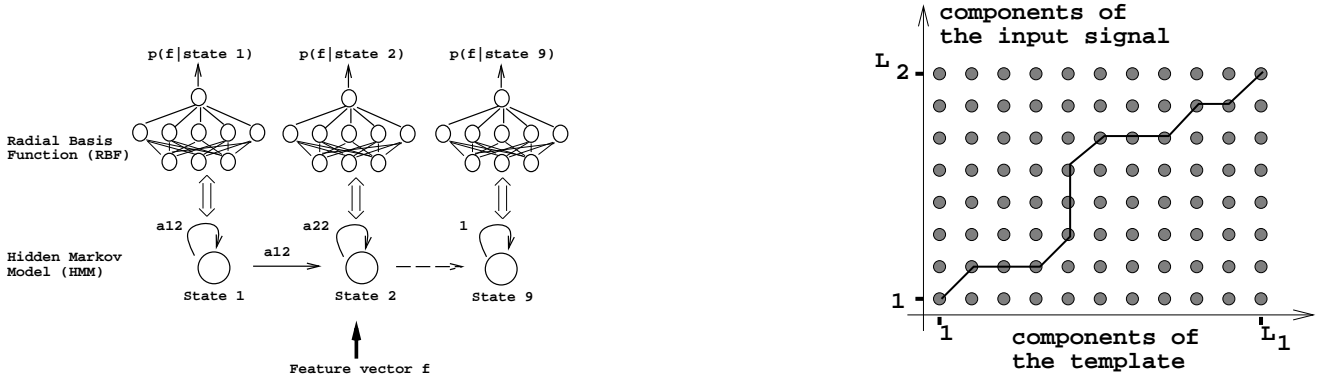 p(f|state 1)
p(f|state 2)
p(f|state 9)
Radial Basis
Function (RBF)
a12
a22
1
a12
Hidden Markov
Model (HMM)
State 1
State 2
State 9
Feature vector f
components of
the input signal
L 2
1
1
L1
components of
the template